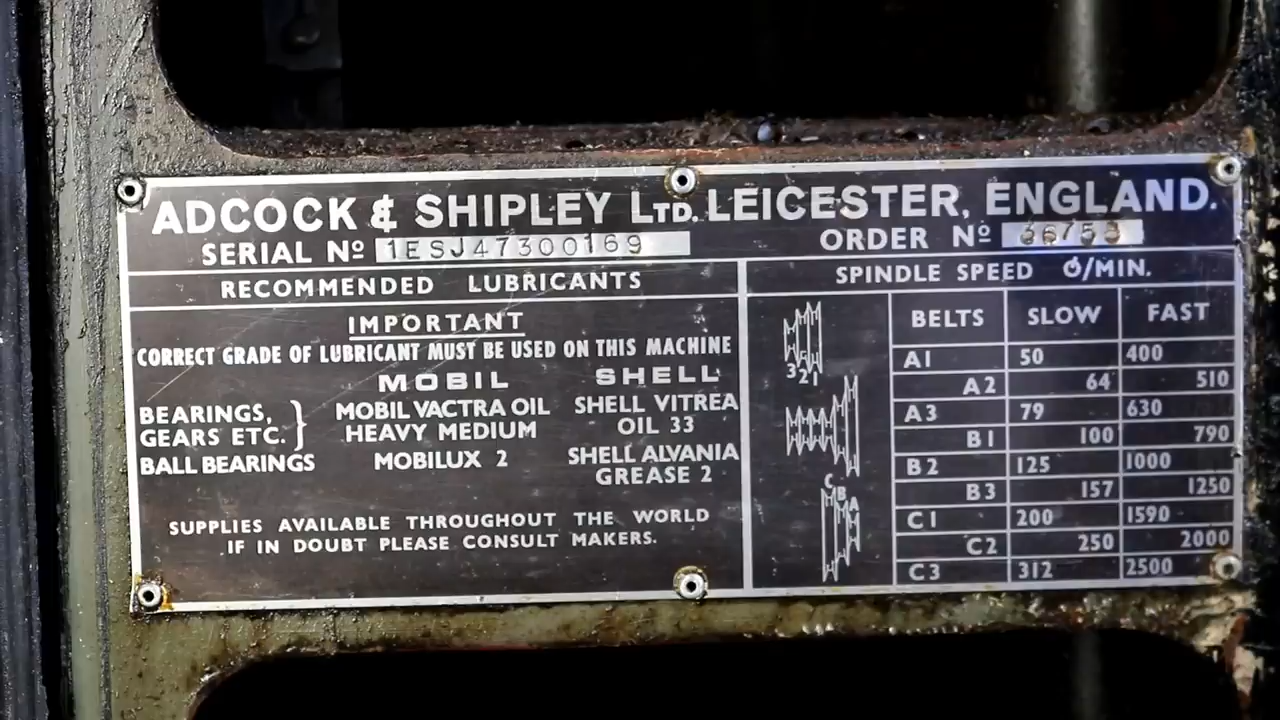 ADCOCK & SHIPLEY LTD. LEICESTER, ENGLAND.
SERIAL Nº 1ESJ47300169
ORDER Nº
RECOMMENDED LUBRICANTS
IMPORTANT
CORRECT GRADE OF LUBRICANT MUST BE USED ON THIS MACHINE
MOBIL SHELL
BEARINGS, MOBIL VACTRA OIL SHELL VITREA
GEARS ETC. HEAVY MEDIUM OIL 33
BALL BEARINGS MOBILUX 2 SHELL ALVANIA
GREASE 2
SUPPLIES AVAILABLE THROUGHOUT THE WORLD
IF IN DOUBT PLEASE CONSULT MAKERS.
SPINDLE SPEED /MIN.
321
C B A
BELTS SLOW FAST
A1 50 400
A2 64 510
A3 79 630
B1 100 790
B2 125 1000
B3 157 1250
C1 200 1590
C2 250 2000
C3 312 2500